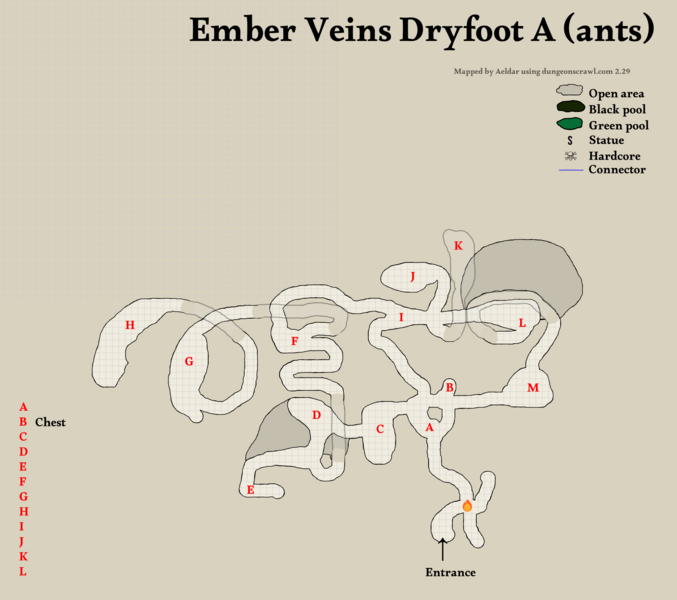 Ember Veins Dryfoot A (ants)
Mapped by Aeldar using dungeonscrawl.com 2.29
Open area
Black pool
Green pool
S Statue
Hardcore
Connector
K
J
H
I
L
F
G
B
M
D
A
C
E
A
B Chest
C
D
E
F
G
H
I
J
K
L
Entrance